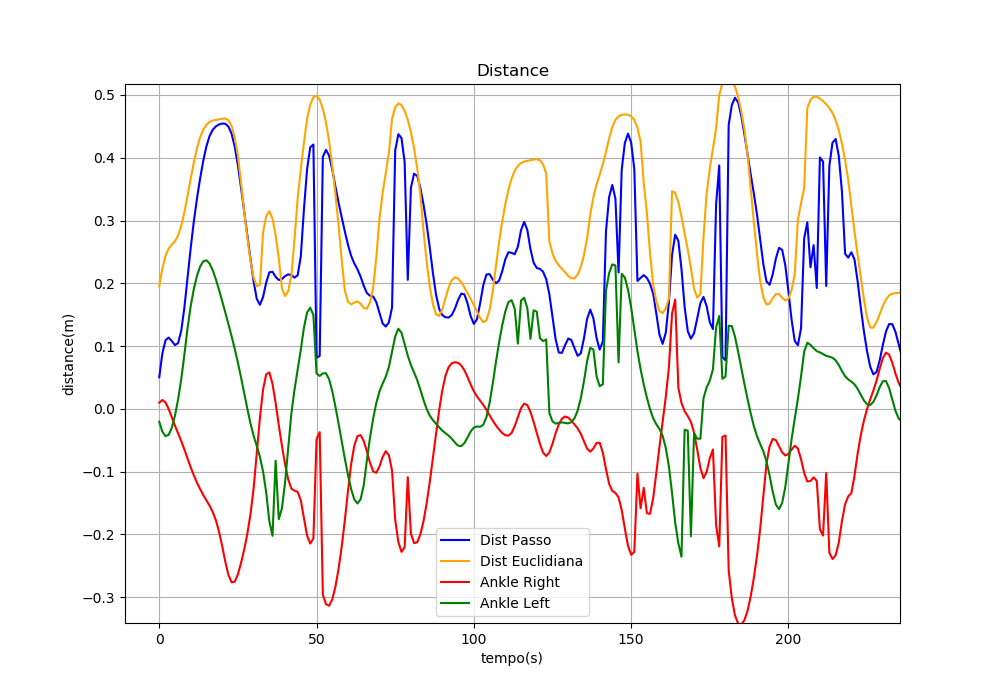 Distance
0.5
0.4
0.3
0.2
0.1
0.0
−0.1
−0.2
−0.3
distance(m)
Dist Passo
Dist Euclidiana
Ankle Right
Ankle Left
0 50 100 150 200
tempo(s)